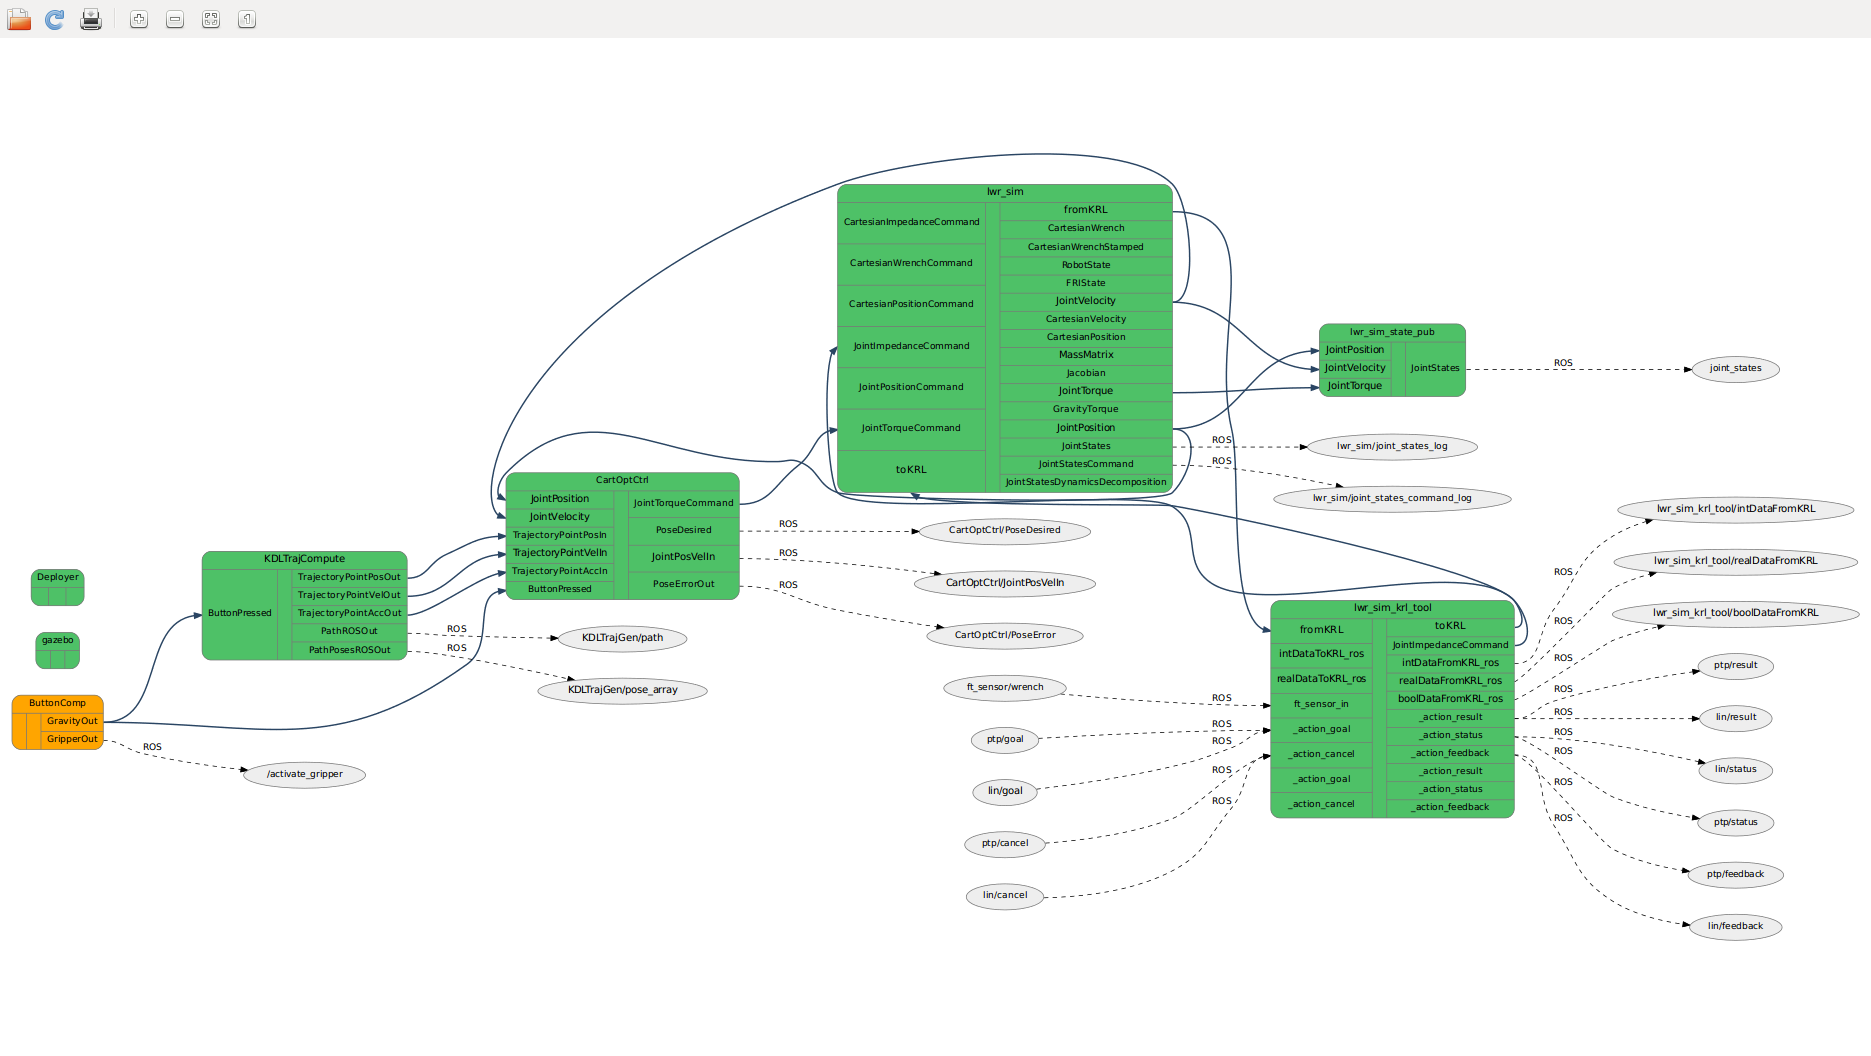 1
lwr_sim
CartesianImpedanceCommand
CartesianWrenchCommand
CartesianPositionCommand
JointImpedanceCommand
JointPositionCommand
JointTorqueCommand
toKRL
fromKRL
CartesianWrench
CartesianWrenchStamped
RobotState
FRIState
JointVelocity
CartesianVelocity
CartesianPosition
MassMatrix
Jacobian
JointTorque
GravityTorque
JointPosition
JointStates
JointStatesCommand
JointStatesDynamicsDecomposition
lwr_sim_state_pub
JointPosition
JointVelocity
JointTorque
JointStates
ROS
joint_states
ROS
lwr_sim/joint_states_log
ROS
lwr_sim/joint_states_command_log
CartOptCtrl
JointPosition
JointVelocity
TrajectoryPointPosIn
TrajectoryPointVelIn
TrajectoryPointAccIn
ButtonPressed
JointTorqueCommand
PoseDesired
JointPosVelIn
PoseErrorOut
ROS
CartOptCtrl/PoseDesired
ROS
CartOptCtrl/JointPosVelIn
ROS
CartOptCtrl/PoseError
KDLTrajCompute
ButtonPressed
TrajectoryPointPosOut
TrajectoryPointVelOut
TrajectoryPointAccOut
PathROSOut
PathPosesROSOut
ROS
KDLTrajGen/path
ROS
KDLTrajGen/pose_array
Deployer
gazebo
ButtonComp
GravityOut
GripperOut
ROS
/activate_gripper
ft_sensor/wrench
ptp/goal
lin/goal
ptp/cancel
lin/cancel
ROS
ROS
ROS
ROS
ROS
lwr_sim_krl_tool
fromKRL
intDataToKRL_ros
realDataToKRL_ros
ft_sensor_in
_action_goal
_action_cancel
_action_goal
_action_cancel
toKRL
JointImpedanceCommand
intDataFromKRL_ros
realDataFromKRL_ros
boolDataFromKRL_ros
_action_result
_action_status
_action_feedback
_action_result
_action_status
_action_feedback
ROS
ROS
ROS
ROS
ROS
ROS
ROS
ROS
ROS
lwr_sim_krl_tool/intDataFromKRL
lwr_sim_krl_tool/realDataFromKRL
lwr_sim_krl_tool/boolDataFromKRL
ptp/result
lin/result
lin/status
ptp/status
ptp/feedback
lin/feedback